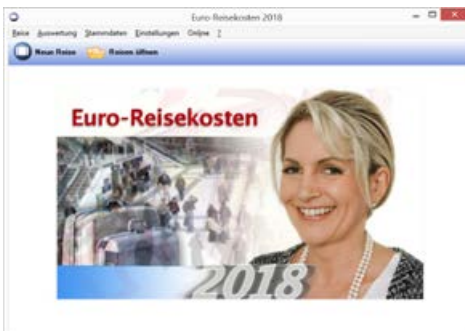 Euro-Reisekosten 2018
Reise Auswertung Stammdaten Einstellungen Online ?
Neue Reise Reisen öffnen
Euro-Reisekosten
2018